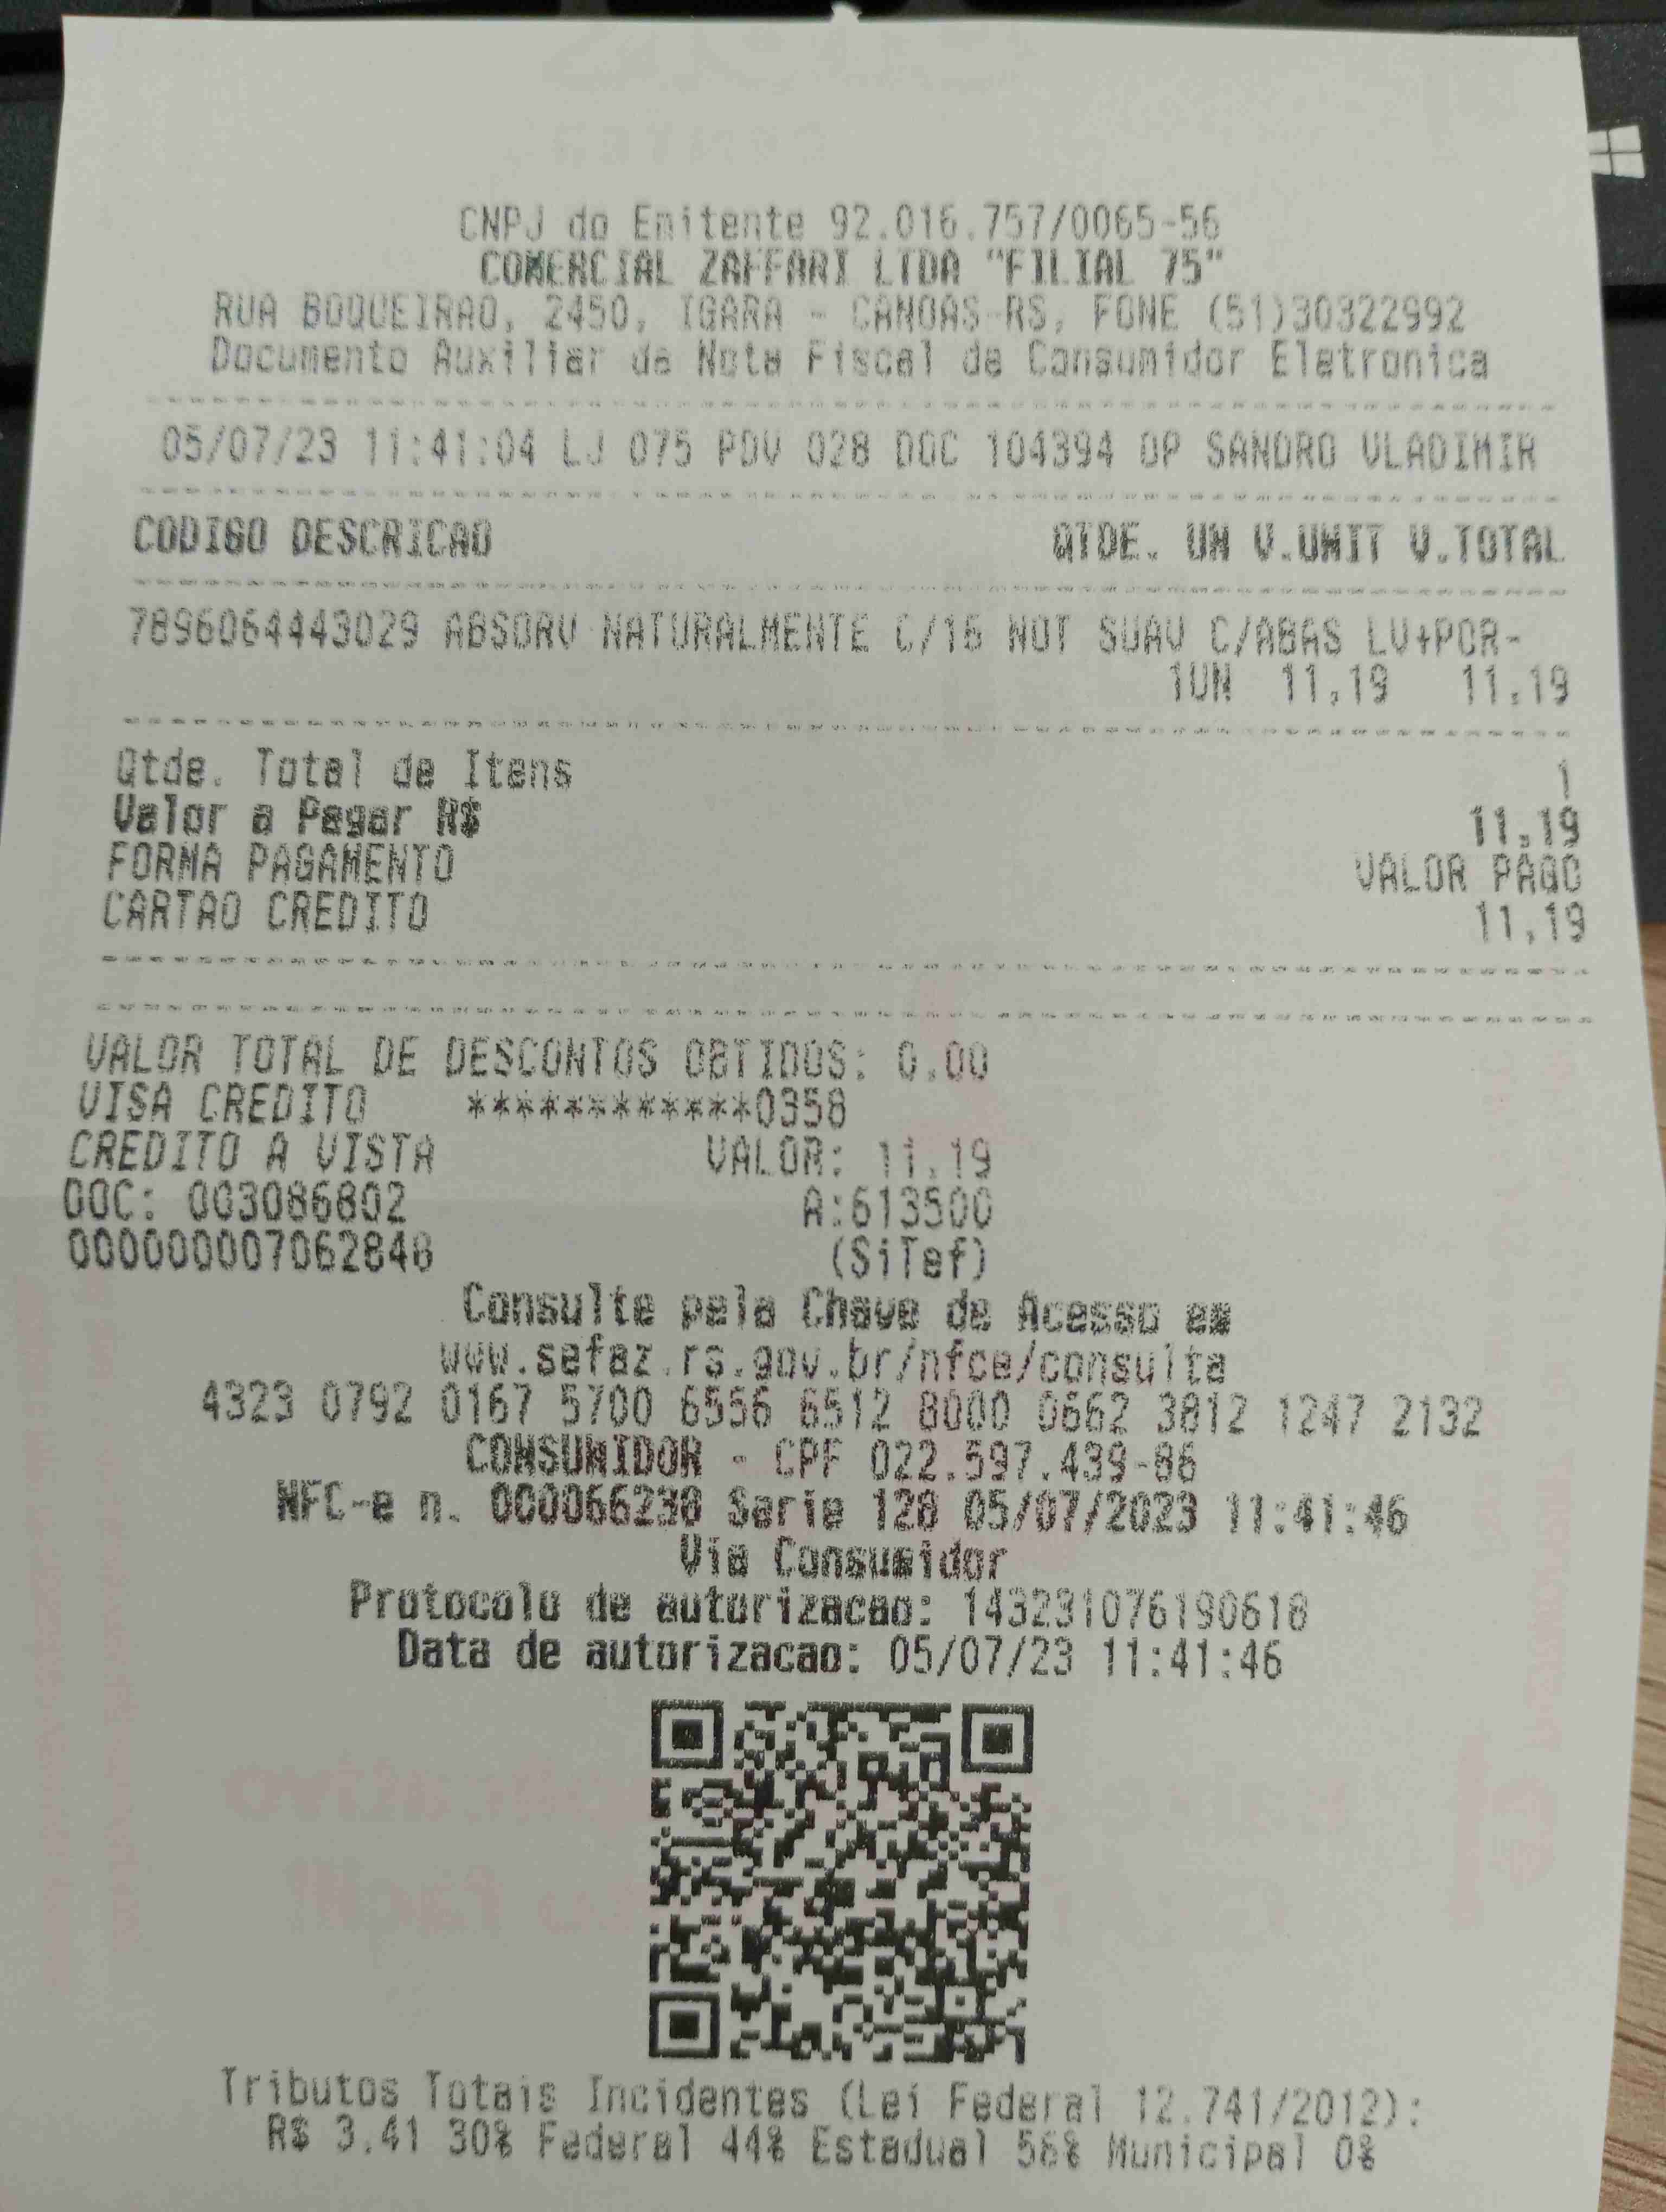 CNPJ do Emitente 92.016.757/0065-56
COMERCIAL ZAFFARI LTDA "FILIAL 75"
RUA BOQUEIRAO, 2450, IGARA - CANOAS-RS, FONE (51)30322992
Documento Auxiliar da Nota Fiscal de Consumidor Eletronica
05/07/23 11:41:04 LJ 075 PDV 028 DOC 104394 OP SANDRO VLADIMIR
CODIGO DESCRICAO QTDE. UN V.UNIT V.TOTAL
7896064443029 ABSORV NATURALMENTE C/16 NOT SUAV C/ABAS LV+POR-
1UN 11,19 11,19
Qtde. Total de Itens 1
Valor a Pagar R$ 11,19
FORMA PAGAMENTO VALOR PAGO
CARTAO CREDITO 11,19
VALOR TOTAL DE DESCONTOS OBTIDOS: 0,00
VISA CREDITO ************0358
CREDITO A VISTA VALOR: 11,19
DOC: 003086802 A:613500
000000007062848 (SiTef)
Consulte pela Chave de Acesso em
www.sefaz.rs.gov.br/nfce/consulta
4323 0792 0167 5700 6556 6512 8000 0662 3812 1247 2132
CONSUMIDOR - CPF 022.597.439-86
NFC-e n. 000066238 Serie 128 05/07/2023 11:41:46
Via Consumidor
Protocolo de autorizacao: 143231076190618
Data de autorizacao: 05/07/23 11:41:46
Tributos Totais Incidentes (Lei Federal 12.741/2012):
R$ 3,41 30% Federal 44% Estadual 56% Municipal 0%